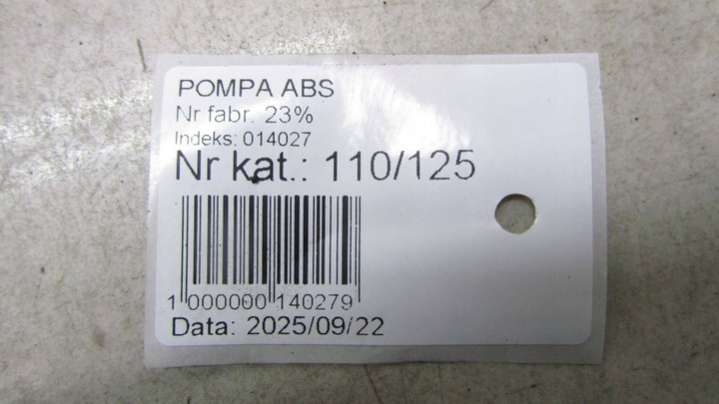 POMPA ABS
Nr fabr. 23%
Indeks: 014027
Nr kat.: 110/125
1 000000 140279
Data: 2025/09/22